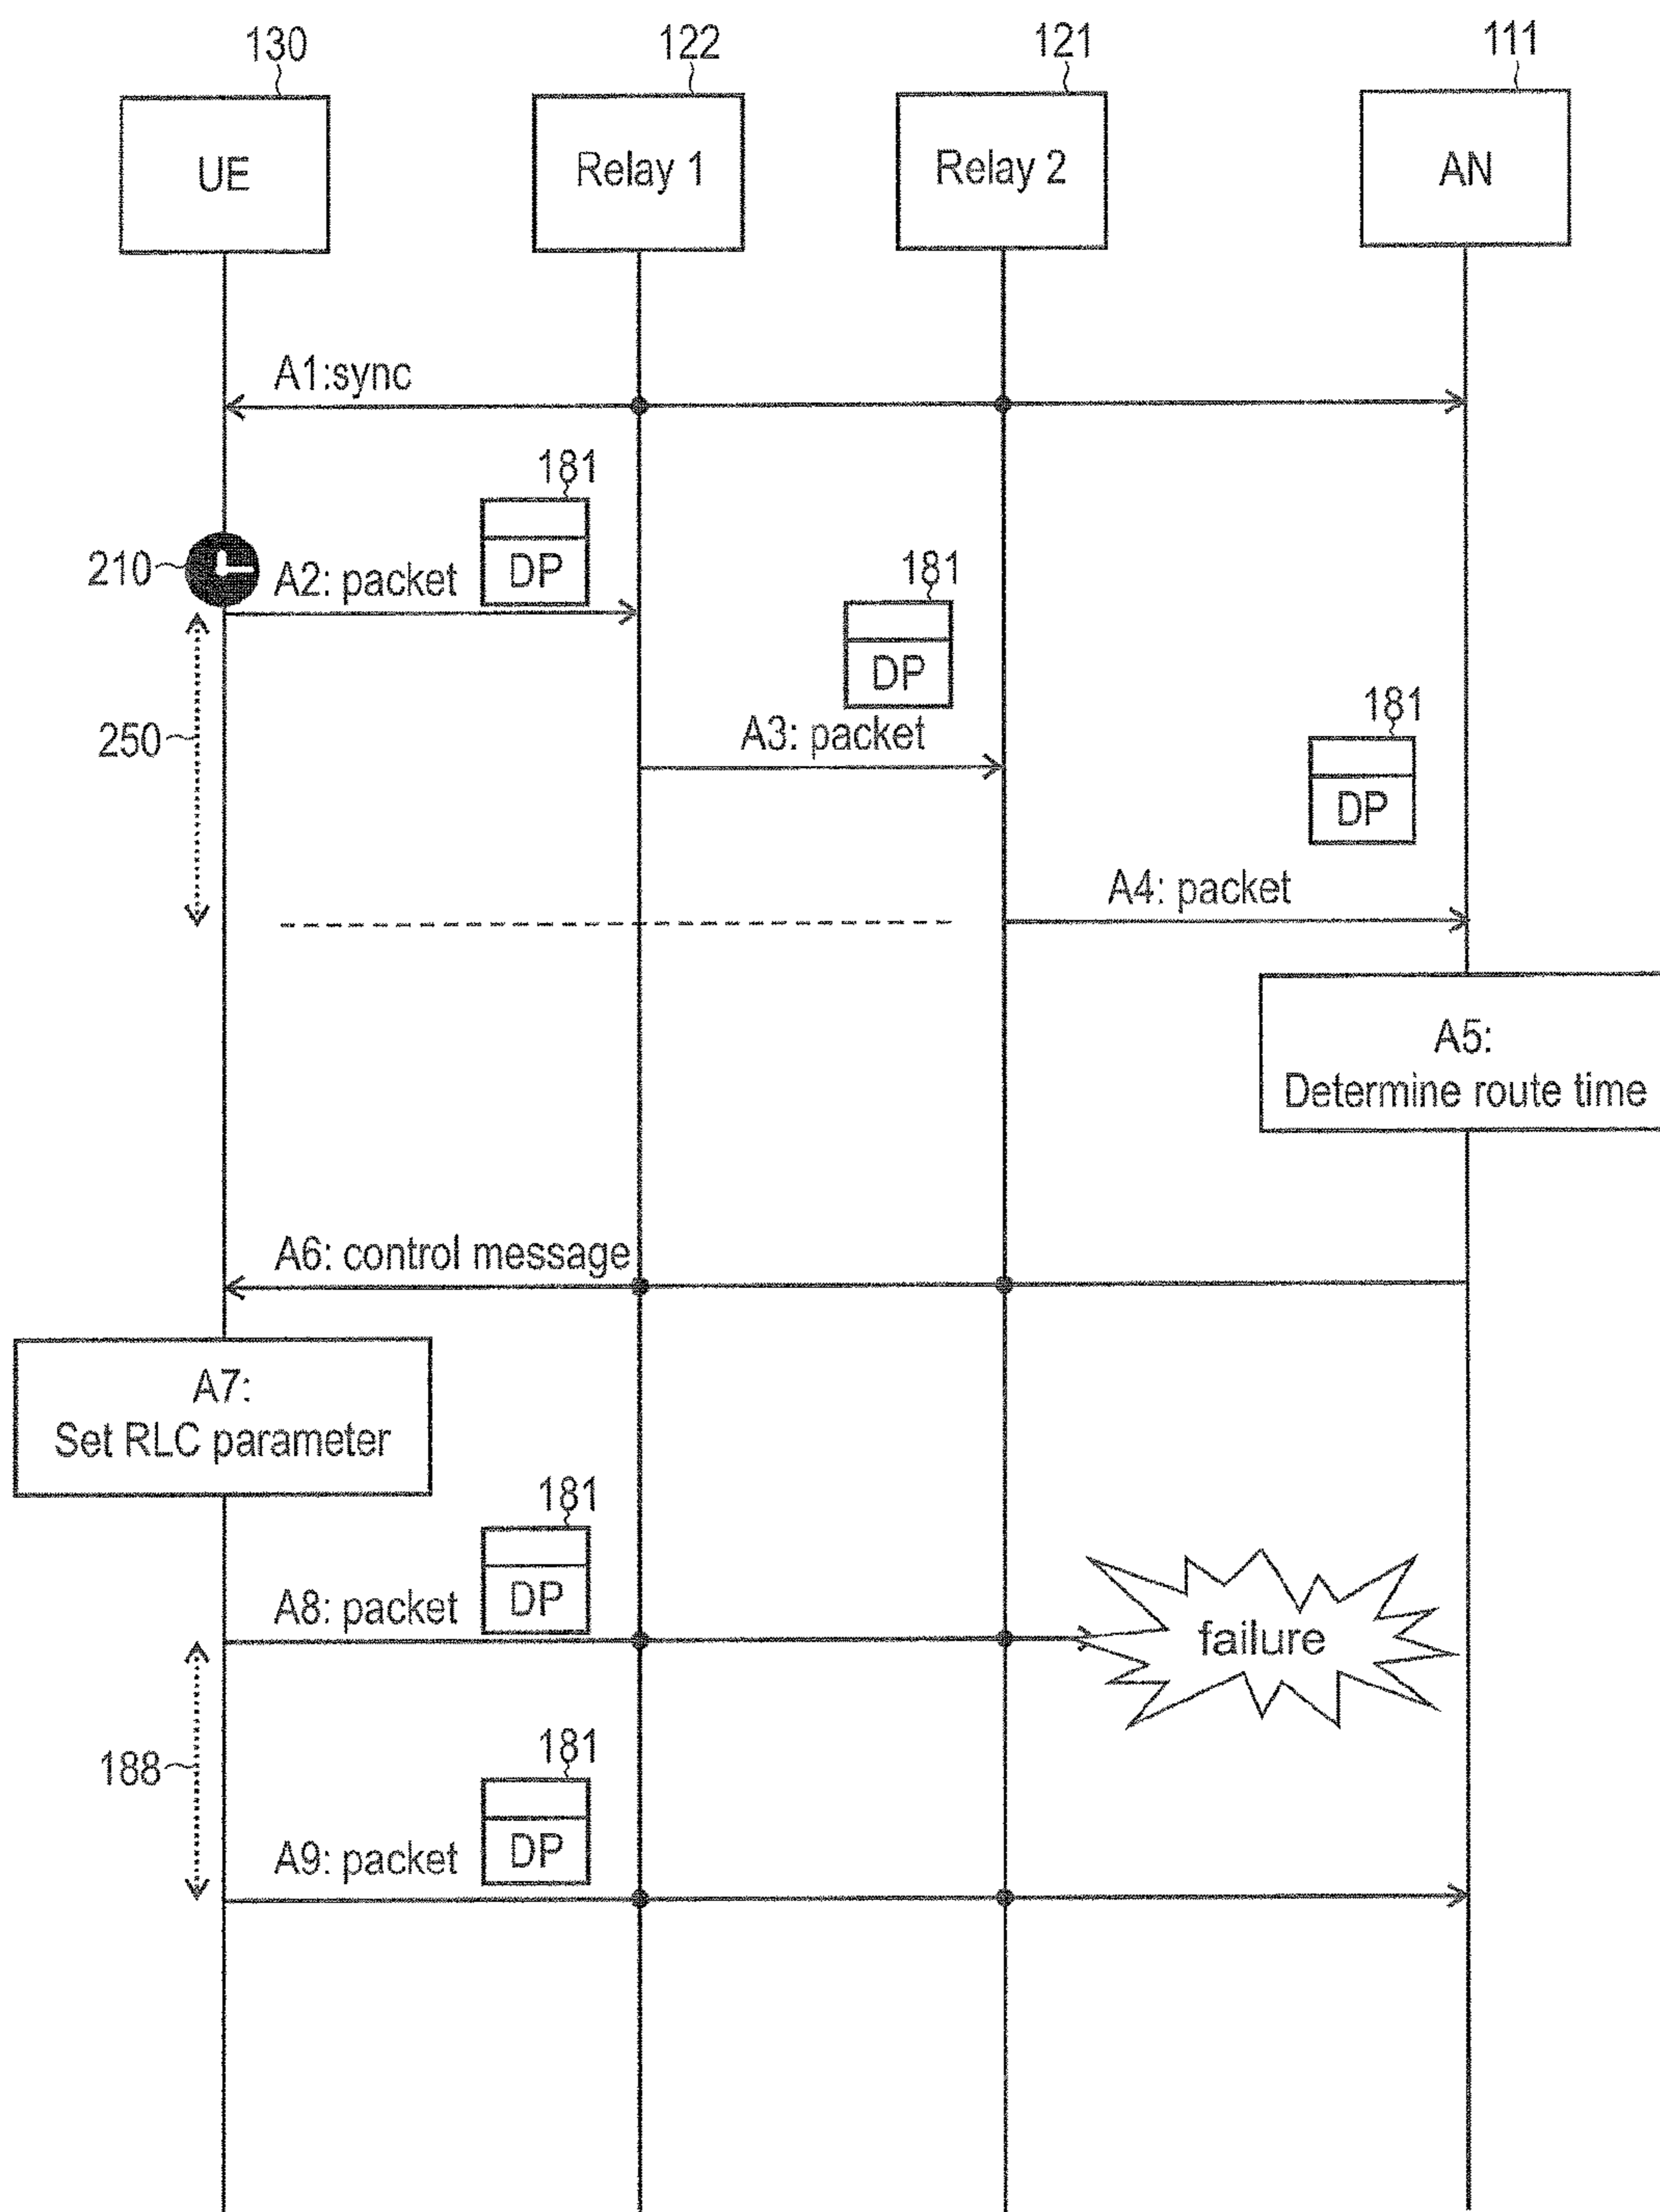 130
122
121
111
UE
Relay 1
Relay 2
AN
A1:sync
181
210
A2: packet
DP
181
DP
250
A3: packet
181
DP
A4: packet
A5:
Determine route time
A6: control message
A7:
Set RLC parameter
181
A8: packet
DP
failure
188
181
A9: packet
DP